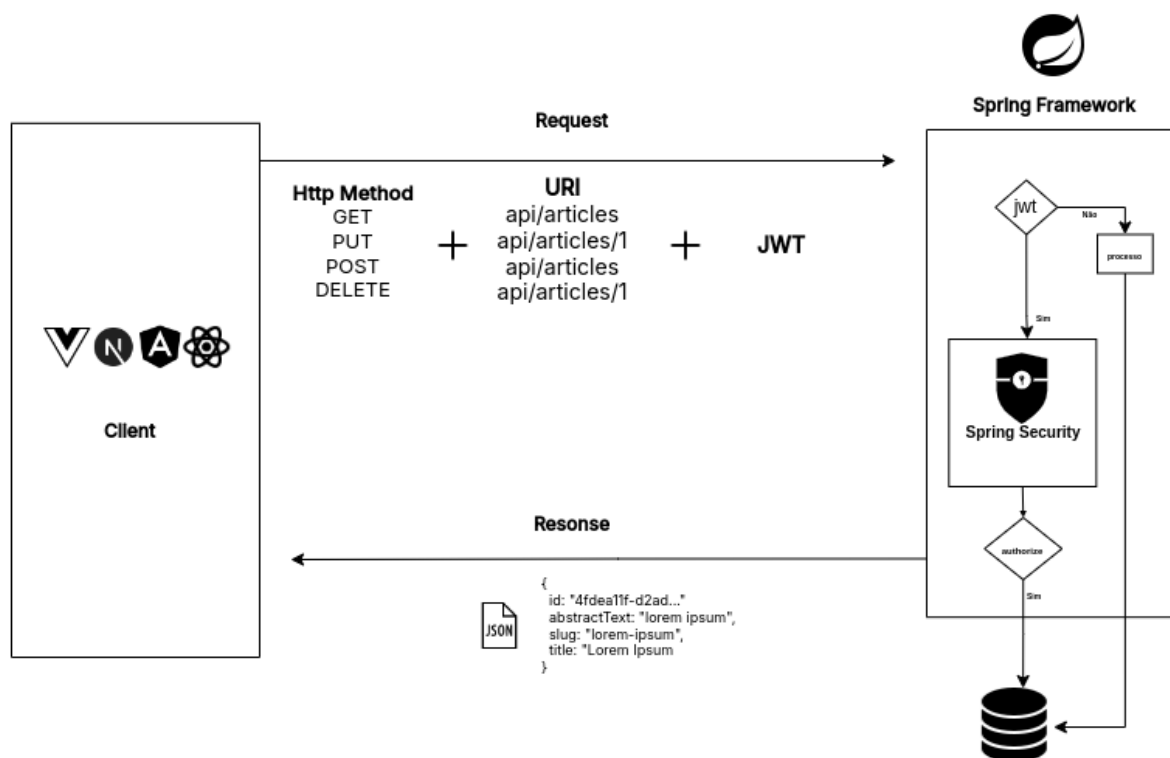 Spring Framework
Request
Http Method
GET
PUT
POST
DELETE
+
URI
api/articles
api/articles/1
api/articles
api/articles/1
+
JWT
jwt
Não
processo
Sim
N
A
Client
Spring Security
Resonse
authorize
Sim
JSON
{
id: "4fdea11f-d2ad..."
abstractText: "lorem ipsum",
slug: "lorem-ipsum",
title: "Lorem Ipsum
}